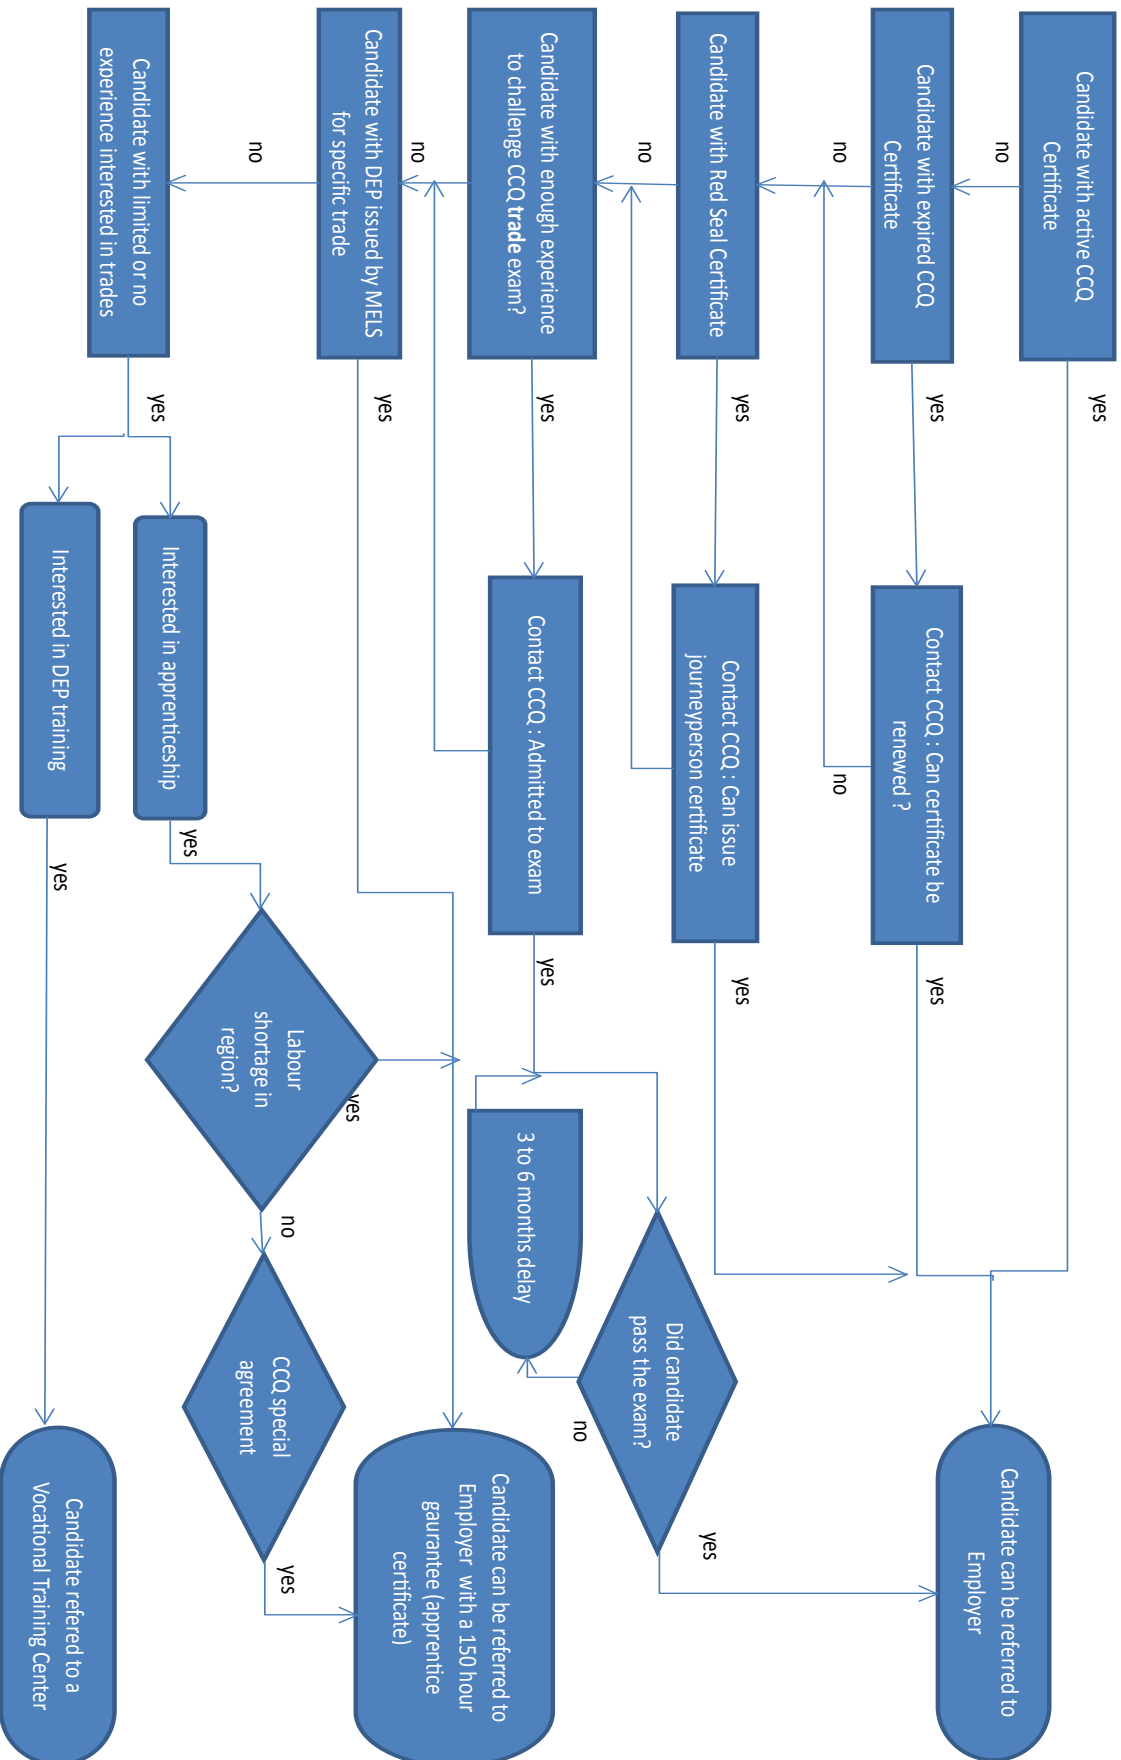 Candidate with active CCQ
Certificate
yes
no
Candidate with expired CCQ
Certificate
yes
Contact CCQ : Can certificate be
renewed ?
yes
no
no
Candidate can be referred to
Employer
Candidate with Red Seal Certificate
yes
Contact CCQ : Can issue
journeyperson certificate
yes
no
Candidate with enough experience
to challenge CCQ trade exam?
yes
Contact CCQ : Admitted to exam
yes
Did candidate
pass the exam?
yes
no
3 to 6 months delay
no
Candidate with DEP issued by MELS
for specific trade
yes
Candidate can be referred to
Employer with a 150 hour
gaurantee (apprentice
certificate)
no
Candidate with limited or no
experience interested in trades
yes
Interested in apprenticeship
yes
Labour
shortage in
region?
yes
no
CCQ special
agreement
yes
Interested in DEP training
yes
Candidate refered to a
Vocational Training Center